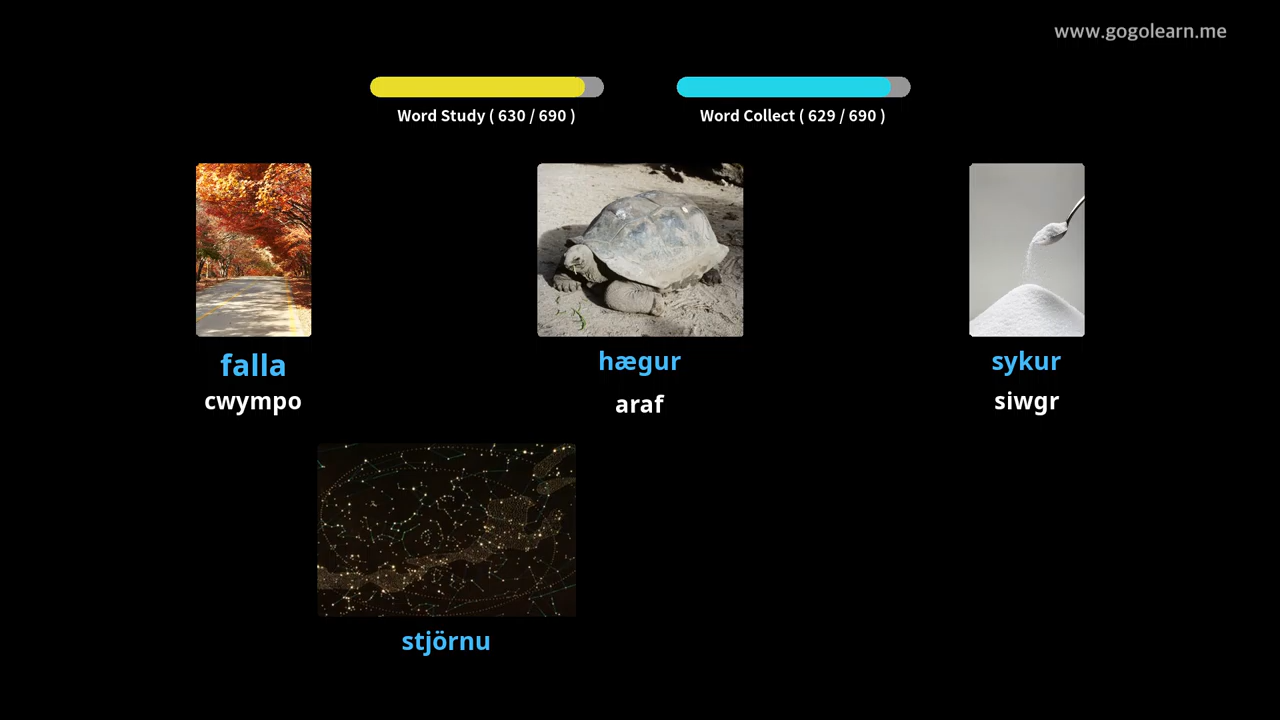 www.gogolearn.me
Word Study ( 630 / 690 )
Word Collect ( 629 / 690 )
falla
cwympo
hægur
araf
sykur
siwgr
stjörnu